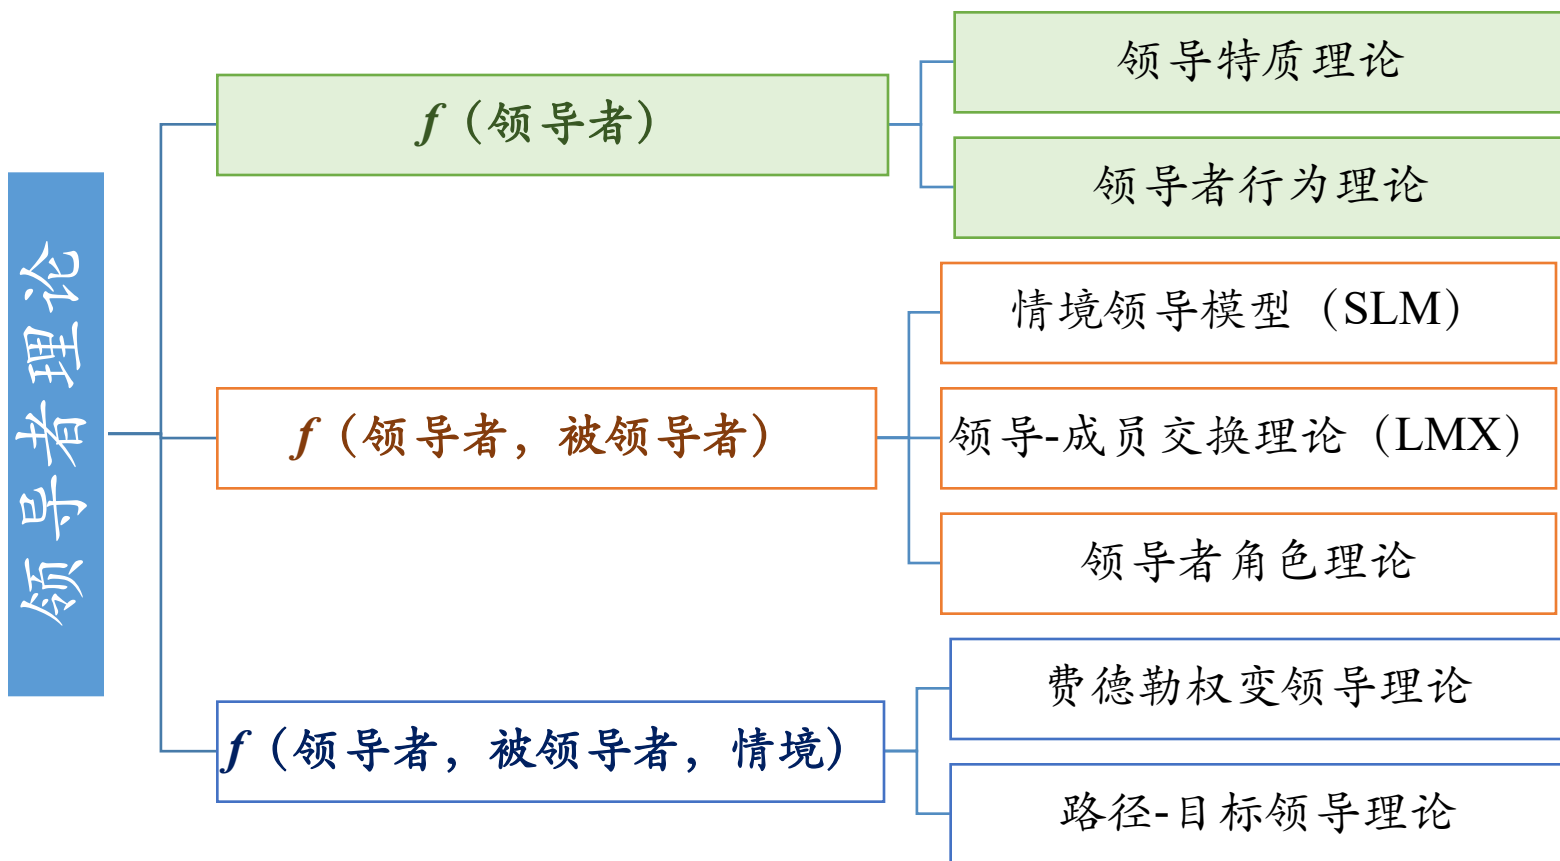 领导者理论
f（领导者）
领导特质理论
领导者行为理论
f（领导者，被领导者）
情境领导模型（SLM）
领导-成员交换理论（LMX）
领导者角色理论
f（领导者，被领导者，情境）
费德勒权变领导理论
路径-目标领导理论